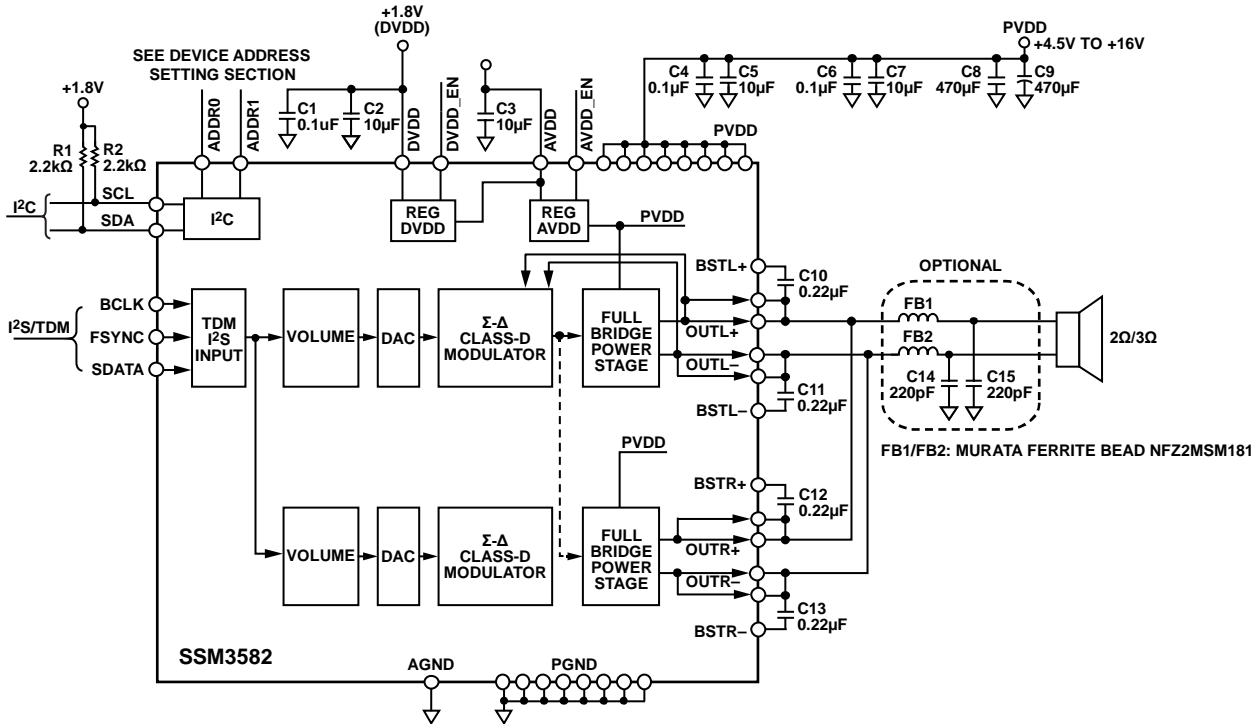 +1.8V
(DVDD)
SEE DEVICE ADDRESS
SETTING SECTION
PVDD
+4.5V TO +16V
+1.8V
R1
2.2kΩ
R2
2.2kΩ
ADDR0
ADDR1
C1
0.1uF
C2
10µF
DVDD
DVDD_EN
C3
10µF
AVDD
AVDD_EN
C4
0.1µF
C5
10µF
C6
0.1µF
C7
10µF
C8
470µF
C9
470µF
PVDD
I²C
SCL
SDA
I²C
REG
DVDD
REG
AVDD
PVDD
BSTL+
C10
0.22µF
OPTIONAL
I²S/TDM
BCLK
FSYNC
SDATA
TDM
I²S
INPUT
VOLUME
DAC
Σ-Δ
CLASS-D
MODULATOR
FULL
BRIDGE
POWER
STAGE
OUTL+
OUTL–
FB1
FB2
2Ω/3Ω
C14
220pF
C15
220pF
C11
0.22µF
BSTL–
FB1/FB2: MURATA FERRITE BEAD NFZ2MSM181
PVDD
BSTR+
C12
0.22µF
VOLUME
DAC
Σ-Δ
CLASS-D
MODULATOR
FULL
BRIDGE
POWER
STAGE
OUTR+
OUTR–
C13
0.22µF
BSTR–
SSM3582
AGND
PGND